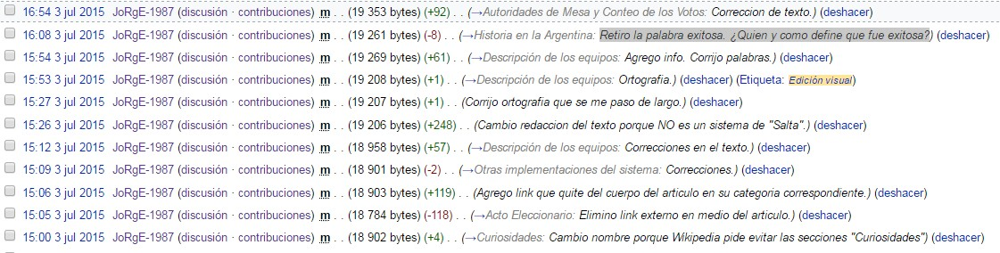 16:54 3 jul 2015 JoRgE-1987 (discusión · contribuciones) m . . (19 353 bytes) (+92) . . (→Autoridades de Mesa y Conteo de los Votos: Correccion de texto.) (deshacer)
16:08 3 jul 2015 JoRgE-1987 (discusión · contribuciones) m . . (19 261 bytes) (-8) . . (→Historia en la Argentina: Retiro la palabra exitosa. ¿Quien y como define que fue exitosa?) (deshacer)
15:54 3 jul 2015 JoRgE-1987 (discusión · contribuciones) m . . (19 269 bytes) (+61) . . (→Descripción de los equipos: Agrego info. Corrijo palabras.) (deshacer)
15:53 3 jul 2015 JoRgE-1987 (discusión · contribuciones) m . . (19 208 bytes) (+1) . . (→Descripción de los equipos: Ortografia.) (deshacer) (Etiqueta: Edición visual)
15:27 3 jul 2015 JoRgE-1987 (discusión · contribuciones) m . . (19 207 bytes) (+1) . . (Corrijo ortografia que se me paso de largo.) (deshacer)
15:26 3 jul 2015 JoRgE-1987 (discusión · contribuciones) m . . (19 206 bytes) (+248) . . (Cambio redaccion del texto porque NO es un sistema de "Salta".) (deshacer)
15:12 3 jul 2015 JoRgE-1987 (discusión · contribuciones) m . . (18 958 bytes) (+57) . . (→Descripción de los equipos: Correcciones en el texto.) (deshacer)
15:09 3 jul 2015 JoRgE-1987 (discusión · contribuciones) m . . (18 901 bytes) (-2) . . (→Otras implementaciones del sistema: Correcciones.) (deshacer)
15:06 3 jul 2015 JoRgE-1987 (discusión · contribuciones) m . . (18 903 bytes) (+119) . . (Agrego link que quite del cuerpo del articulo en su categoria correspondiente.) (deshacer)
15:05 3 jul 2015 JoRgE-1987 (discusión · contribuciones) m . . (18 784 bytes) (-118) . . (→Acto Eleccionario: Elimino link externo en medio del articulo.) (deshacer)
15:00 3 jul 2015 JoRgE-1987 (discusión · contribuciones) m . . (18 902 bytes) (+4) . . (→Curiosidades: Cambio nombre porque Wikipedia pide evitar las secciones "Curiosidades") (deshacer)